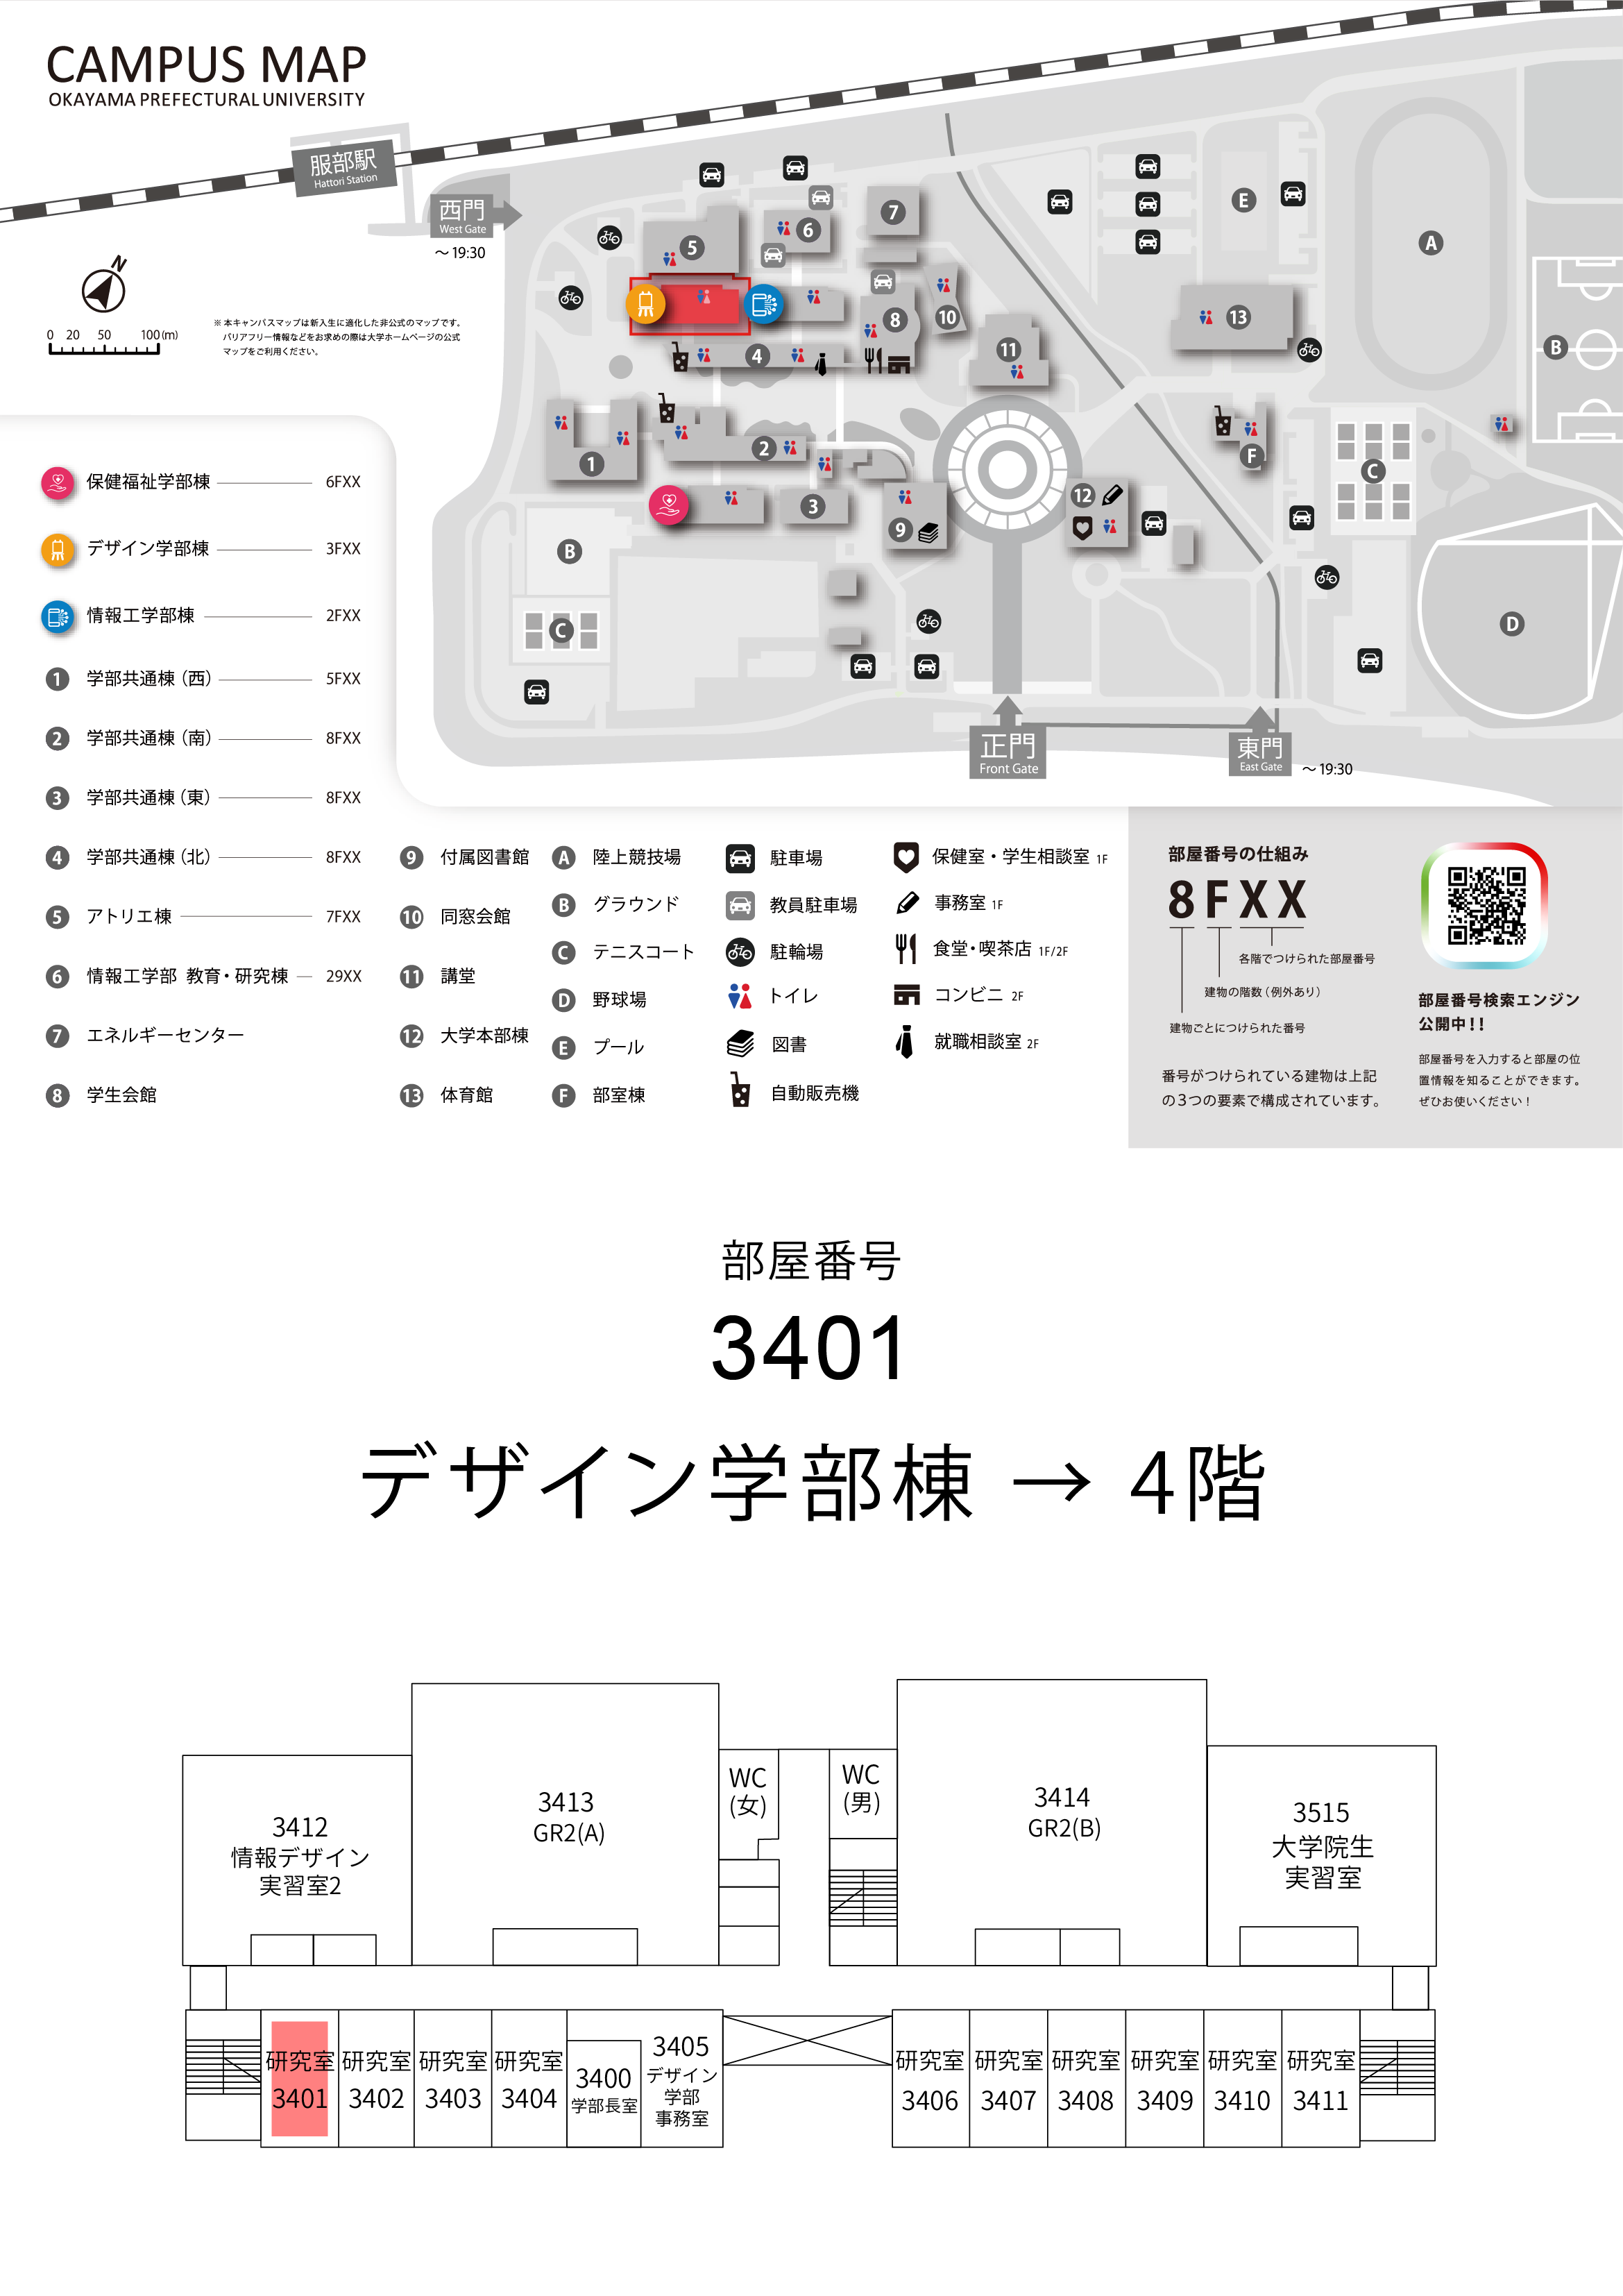 CAMPUS MAP
OKAYAMA PREFECTURAL UNIVERSITY
服部駅
Hattori Station
西門
West Gate
～19:30
N
0 20 50 100(m)
※本キャンパスマップは新入生に適化した非公式のマップです。
バリアフリー情報などをお求めの際は大学ホームページの公式
マップをご利用ください。
7
6
5
E
A
8
10
13
11
4
B
2
1
F
C
12
3
9
B
C
D
正門
Front Gate
東門
East Gate
～19:30
保健福祉学部棟 6FXX
デザイン学部棟 3FXX
情報工学部棟 2FXX
1 学部共通棟（西） 5FXX
2 学部共通棟（南） 8FXX
3 学部共通棟（東） 8FXX
4 学部共通棟（北） 8FXX
5 アトリエ棟 7FXX
6 情報工学部 教育・研究棟 29XX
7 エネルギーセンター
8 学生会館
9 付属図書館
10 同窓会館
11 講堂
12 大学本部棟
13 体育館
A 陸上競技場
B グラウンド
C テニスコート
D 野球場
E プール
F 部室棟
駐車場
教員駐車場
駐輪場
トイレ
図書
自動販売機
保健室・学生相談室 1F
事務室 1F
食堂・喫茶店 1F/2F
コンビニ 2F
就職相談室 2F
部屋番号の仕組み
8FXX
各階でつけられた部屋番号
建物の階数（例外あり）
建物ごとにつけられた番号
番号がつけられている建物は上記
の3つの要素で構成されています。
部屋番号検索エンジン
公開中！！
部屋番号を入力すると部屋の位
置情報を知ることができます。
ぜひお使いください！
部屋番号
3401
デザイン学部棟 → 4階
3412
情報デザイン
実習室2
3413
GR2(A)
WC
(女)
WC
(男)
3414
GR2(B)
3515
大学院生
実習室
研究室
3401
研究室
3402
研究室
3403
研究室
3404
3400
学部長室
3405
デザイン
学部
事務室
研究室
3406
研究室
3407
研究室
3408
研究室
3409
研究室
3410
研究室
3411